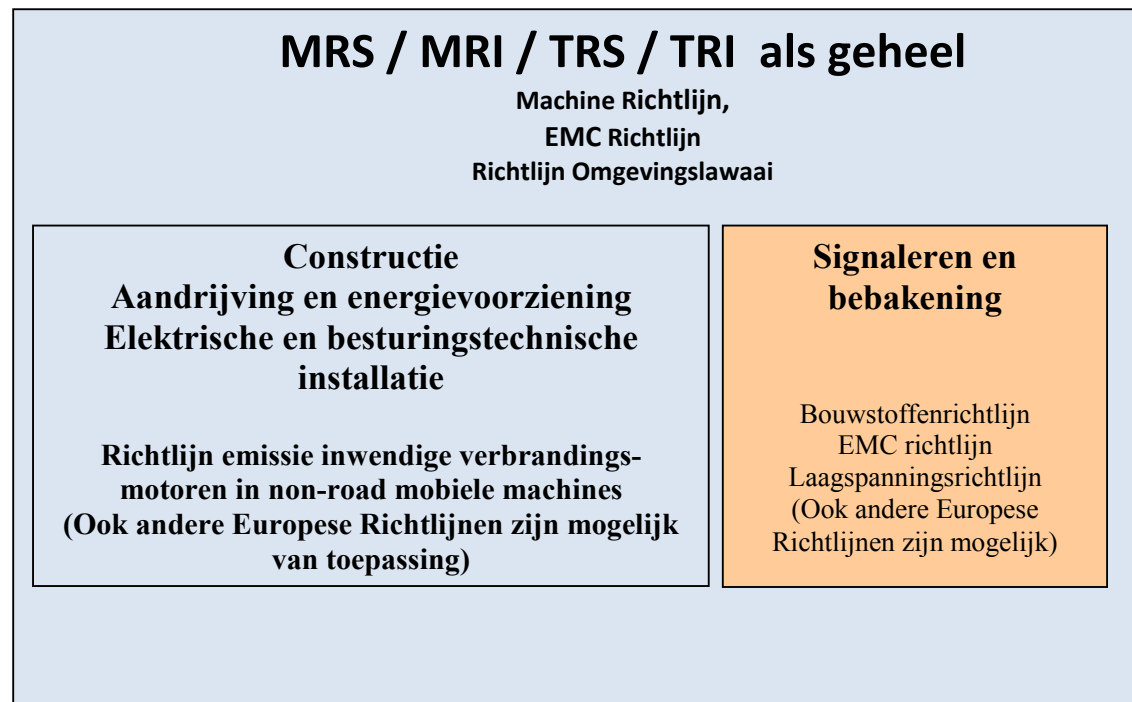 MRS / MRI / TRS / TRI als geheel
Machine Richtlijn,
EMC Richtlijn
Richtlijn Omgevingslawaai
Constructie
Aandrijving en energievoorziening
Elektrische en besturingstechnische
installatie
Richtlijn emissie inwendige verbrandings-
motoren in non-road mobiele machines
(Ook andere Europese Richtlijnen zijn mogelijk
van toepassing)
Signaleren en
bebakening
Bouwstoffenrichtlijn
EMC richtlijn
Laagspanningsrichtlijn
(Ook andere Europese
Richtlijnen zijn mogelijk)